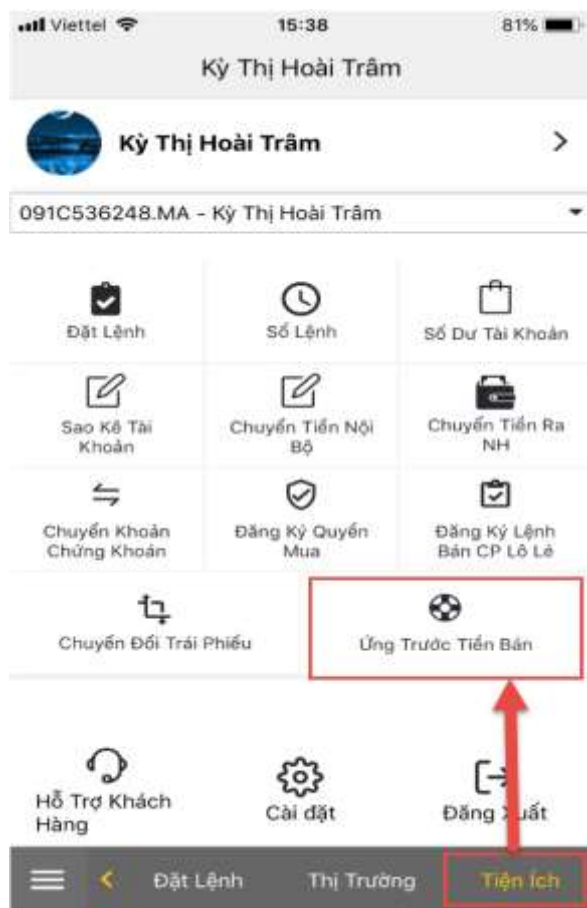 Viettel 15:38 81%
Kỳ Thị Hoài Trâm
Kỳ Thị Hoài Trâm
091C536248.MA - Kỳ Thị Hoài Trâm
Đặt Lệnh Sổ Lệnh Số Dư Tài Khoản
Sao Kê Tài Chuyển Tiền Nội Chuyển Tiền Ra
Khoản Bộ NH
Chuyển Khoản Đăng Ký Quyền Đăng Ký Lệnh
Chứng Khoán Mua Bán CP Lô Lẻ
Chuyển Đổi Trái Phiếu Ứng Trước Tiền Bán
Hỗ Trợ Khách Cài đặt Đăng Xuất
Hàng
Đặt Lệnh Thị Trường Tiện Ích